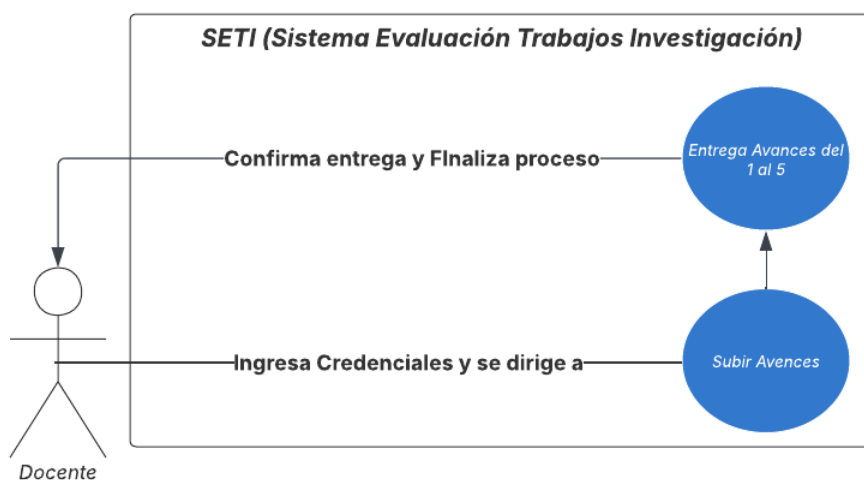 SETI (Sistema Evaluación Trabajos Investigación)
Confirma entrega y FInaliza proceso
Entrega Avances del
1 al 5
Ingresa Credenciales y se dirige a
Subir Avences
Docente